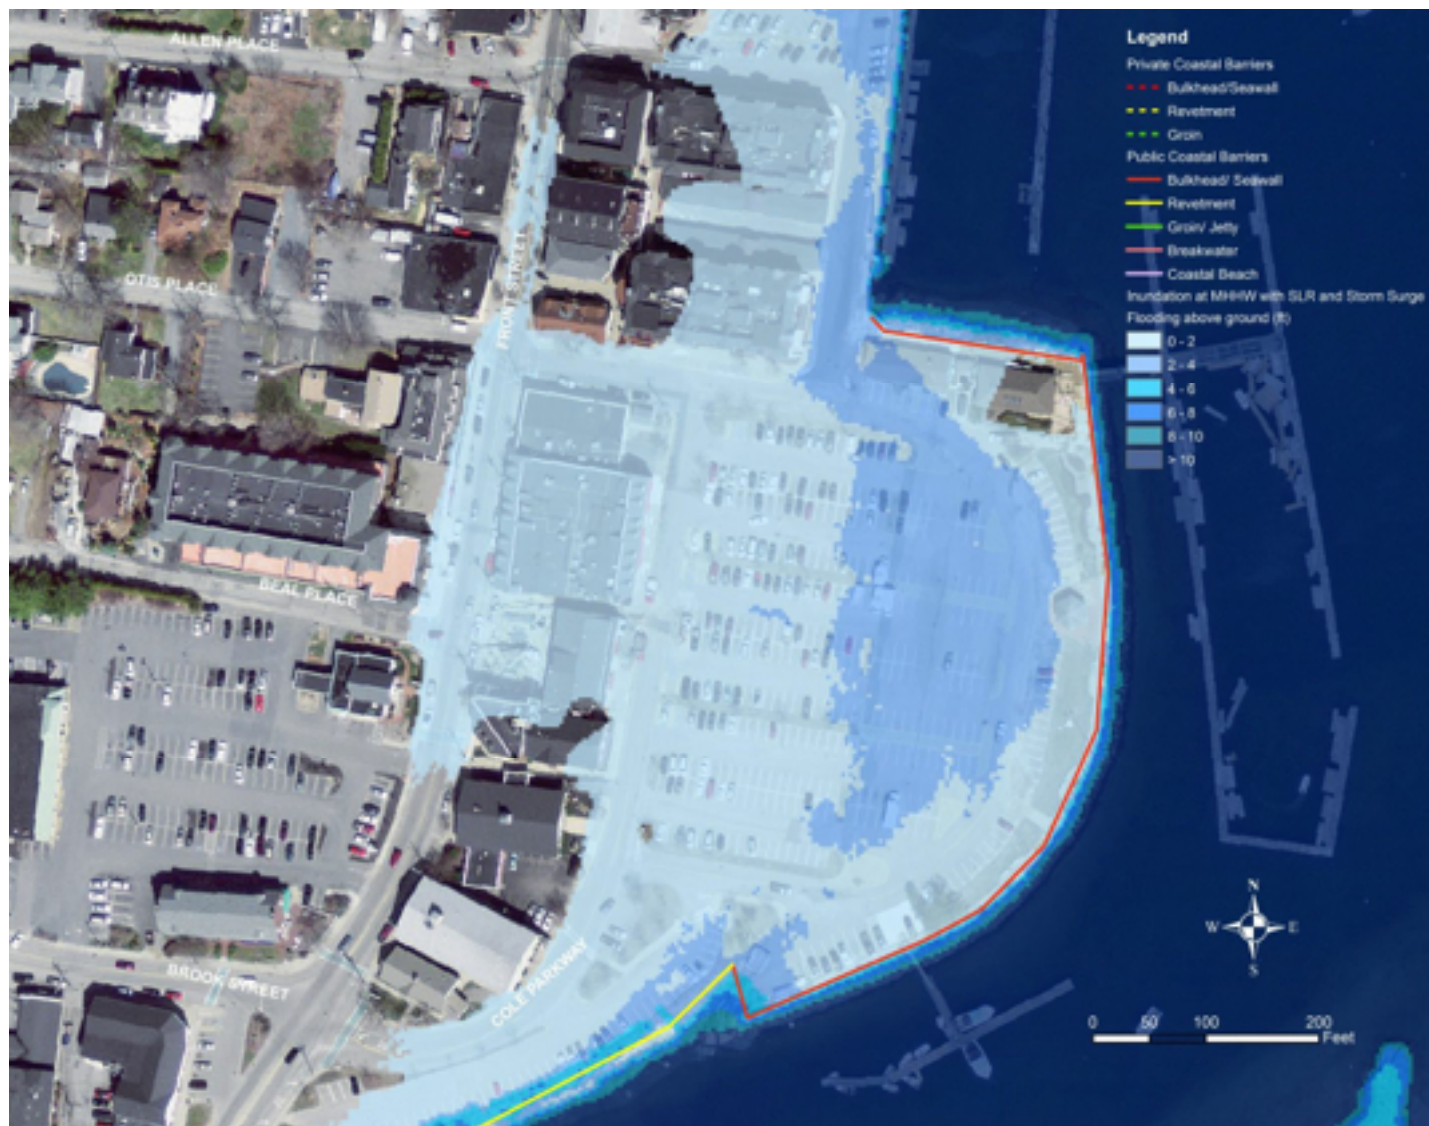 ALLEN PLACE
Legend
Private Coastal Barriers
Bulkhead/Seawall
Revetment
Groin
Public Coastal Barriers
Bulkhead/ Seawall
Revetment
Groin/ Jetty
Breakwater
Coastal Beach
Inundation at MHHW with SLR and Storm Surge
Flooding above ground (ft)
0 - 2
2 - 4
4 - 6
6 - 8
8 - 10
> 10
FRONT STREET
OTIS PLACE
BEAL PLACE
BROOK STREET
COLE PARKWAY
N
W E
S
0 50 100 200
Feet